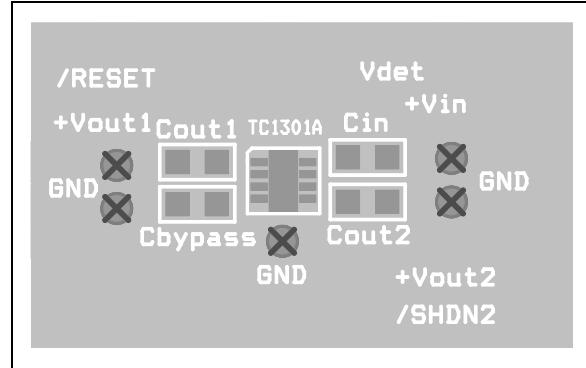 /RESET
Vdet
+Vin
+Vout1
Cout1
TC1301A
Cin
GND
GND
Cbypass
Cout2
GND
+Vout2
/SHDN2